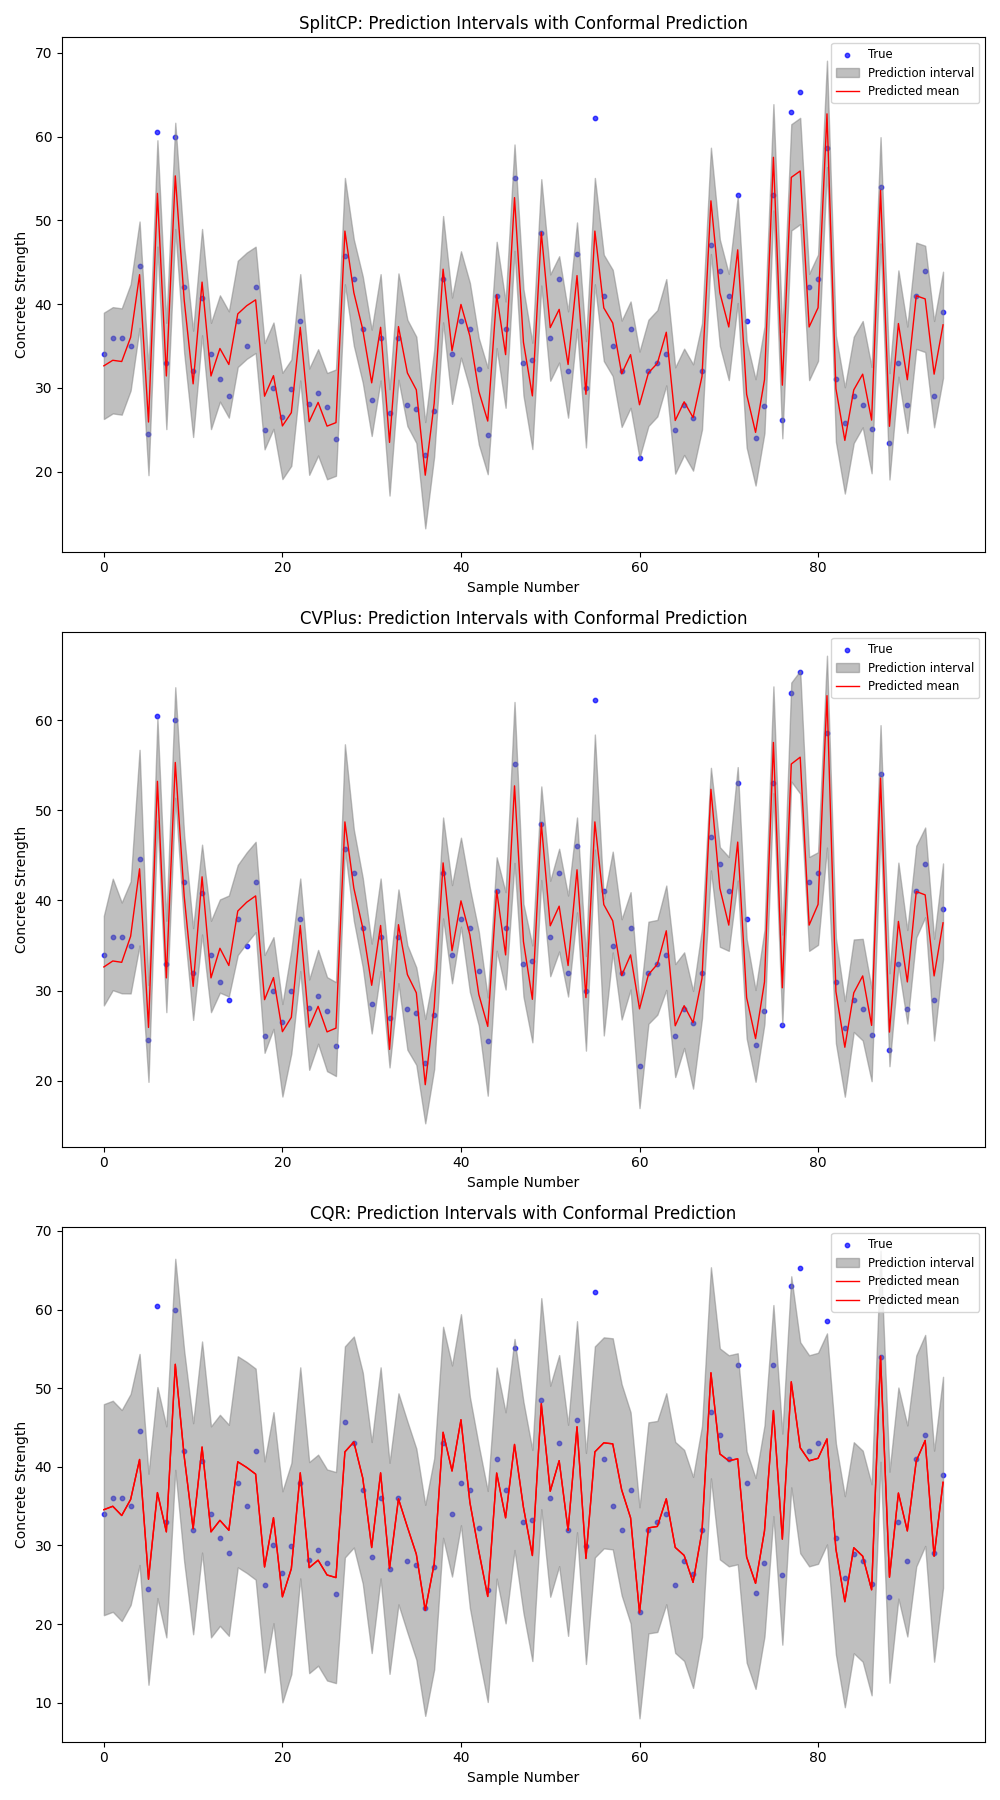 SplitCP: Prediction Intervals with Conformal Prediction
True
Prediction interval
Predicted mean
Concrete Strength
70
60
50
40
30
20
0 20 40 60 80
Sample Number
CVPlus: Prediction Intervals with Conformal Prediction
True
Prediction interval
Predicted mean
Concrete Strength
60
50
40
30
20
0 20 40 60 80
Sample Number
CQR: Prediction Intervals with Conformal Prediction
True
Prediction interval
Predicted mean
Predicted mean
Concrete Strength
70
60
50
40
30
20
10
0 20 40 60 80
Sample Number